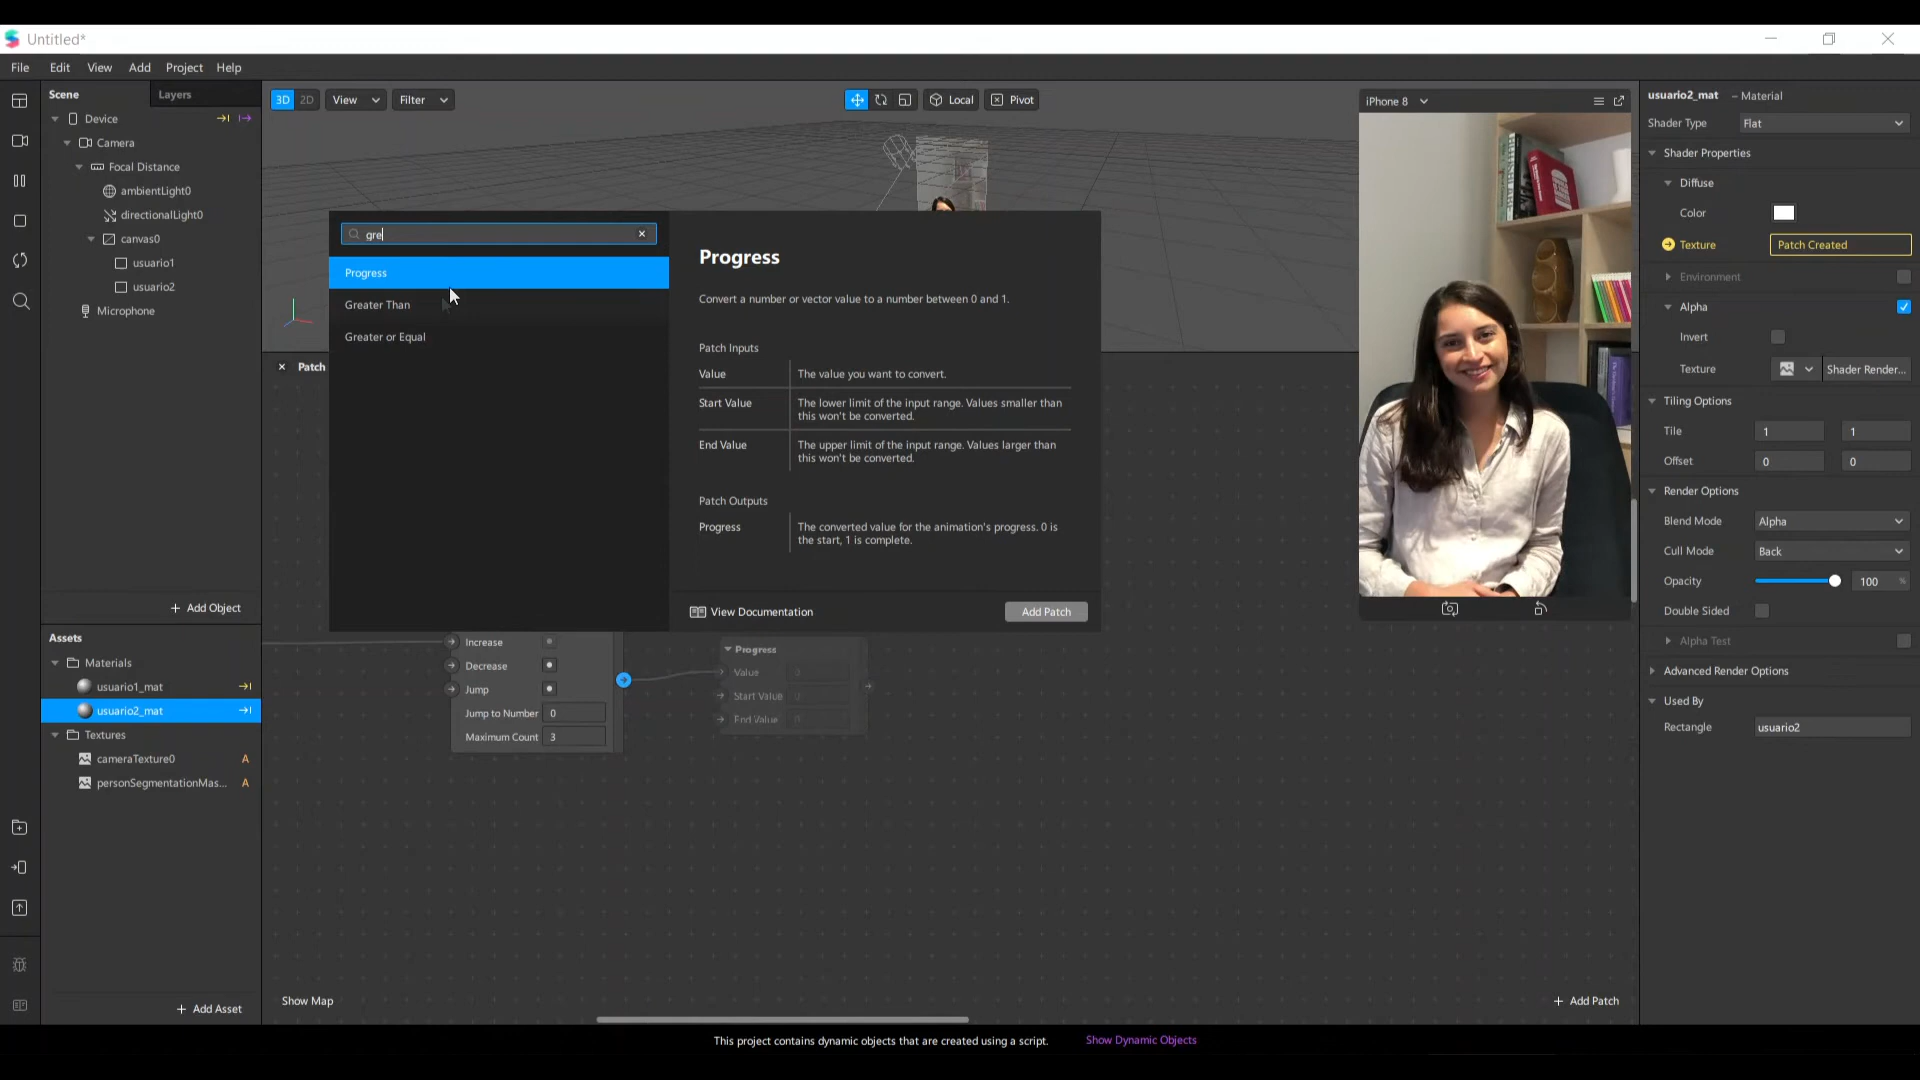 Untitled*
File Edit View Add Project Help
Scene Layers
Device
Camera
Focal Distance
ambientLight0
directionalLight0
canvas0
usuario1
usuario2
Microphone
+ Add Object
Assets
Materials
usuario1_mat
usuario2_mat
Textures
cameraTexture0 A
personSegmentationMas... A
+ Add Asset
3D 2D View Filter Local Pivot
gre
Progress
Greater Than
Greater or Equal
Progress
Convert a number or vector value to a number between 0 and 1.
Patch Inputs
Value The value you want to convert.
Start Value The lower limit of the input range. Values smaller than
this won't be converted.
End Value The upper limit of the input range. Values larger than
this won't be converted.
Patch Outputs
Progress The converted value for the animation's progress. 0 is
the start, 1 is complete.
View Documentation Add Patch
Patch
Increase
Decrease
Jump
Jump to Number 0
Maximum Count 3
Progress
Value 0
Start Value 0
End Value 0
Show Map
+ Add Patch
iPhone 8
usuario2_mat – Material
Shader Type Flat
Shader Properties
Diffuse
Color
Texture Patch Created
Environment
Alpha
Invert
Texture Shader Render...
Tiling Options
Tile 1 1
Offset 0 0
Render Options
Blend Mode Alpha
Cull Mode Back
Opacity 100 %
Double Sided
Alpha Test
Advanced Render Options
Used By
Rectangle usuario2
This project contains dynamic objects that are created using a script. Show Dynamic Objects